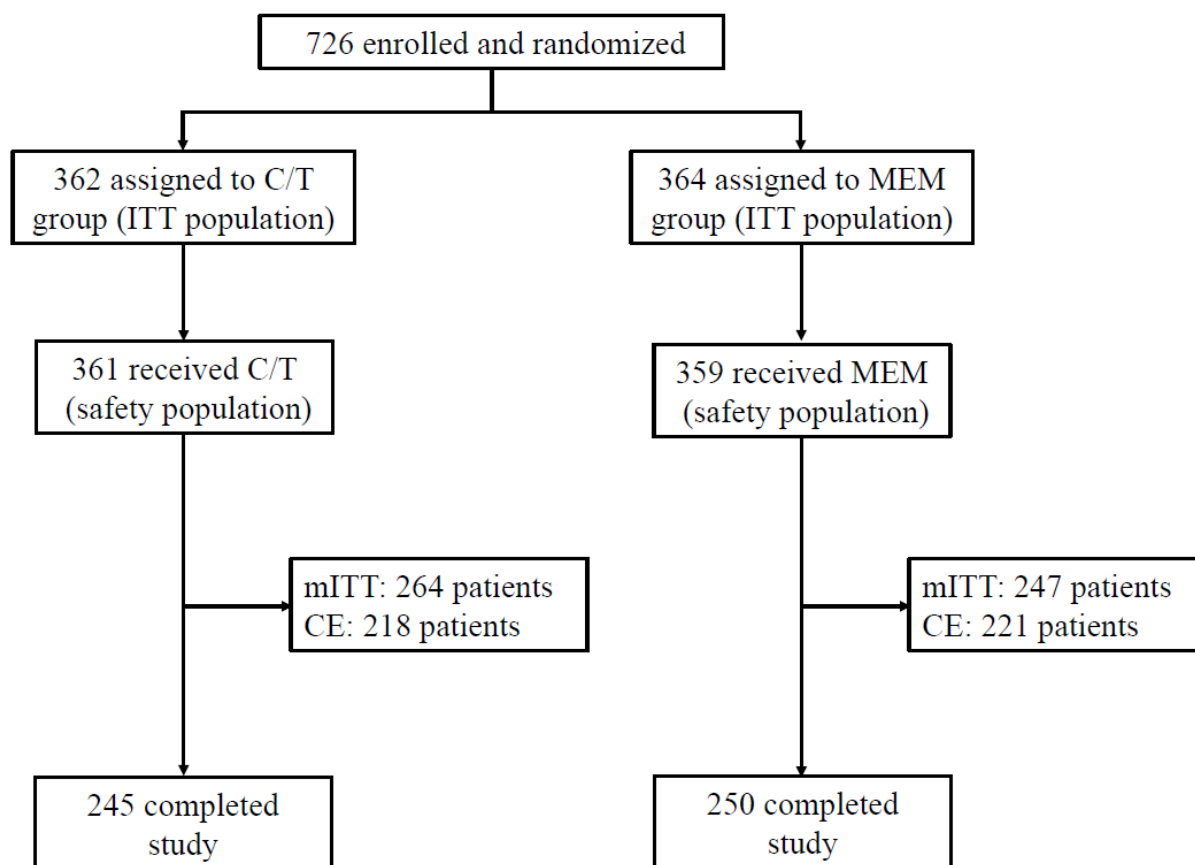 726 enrolled and randomized
362 assigned to C/T
group (ITT population)
364 assigned to MEM
group (ITT population)
361 received C/T
(safety population)
359 received MEM
(safety population)
mITT: 264 patients
CE: 218 patients
mITT: 247 patients
CE: 221 patients
245 completed
study
250 completed
study